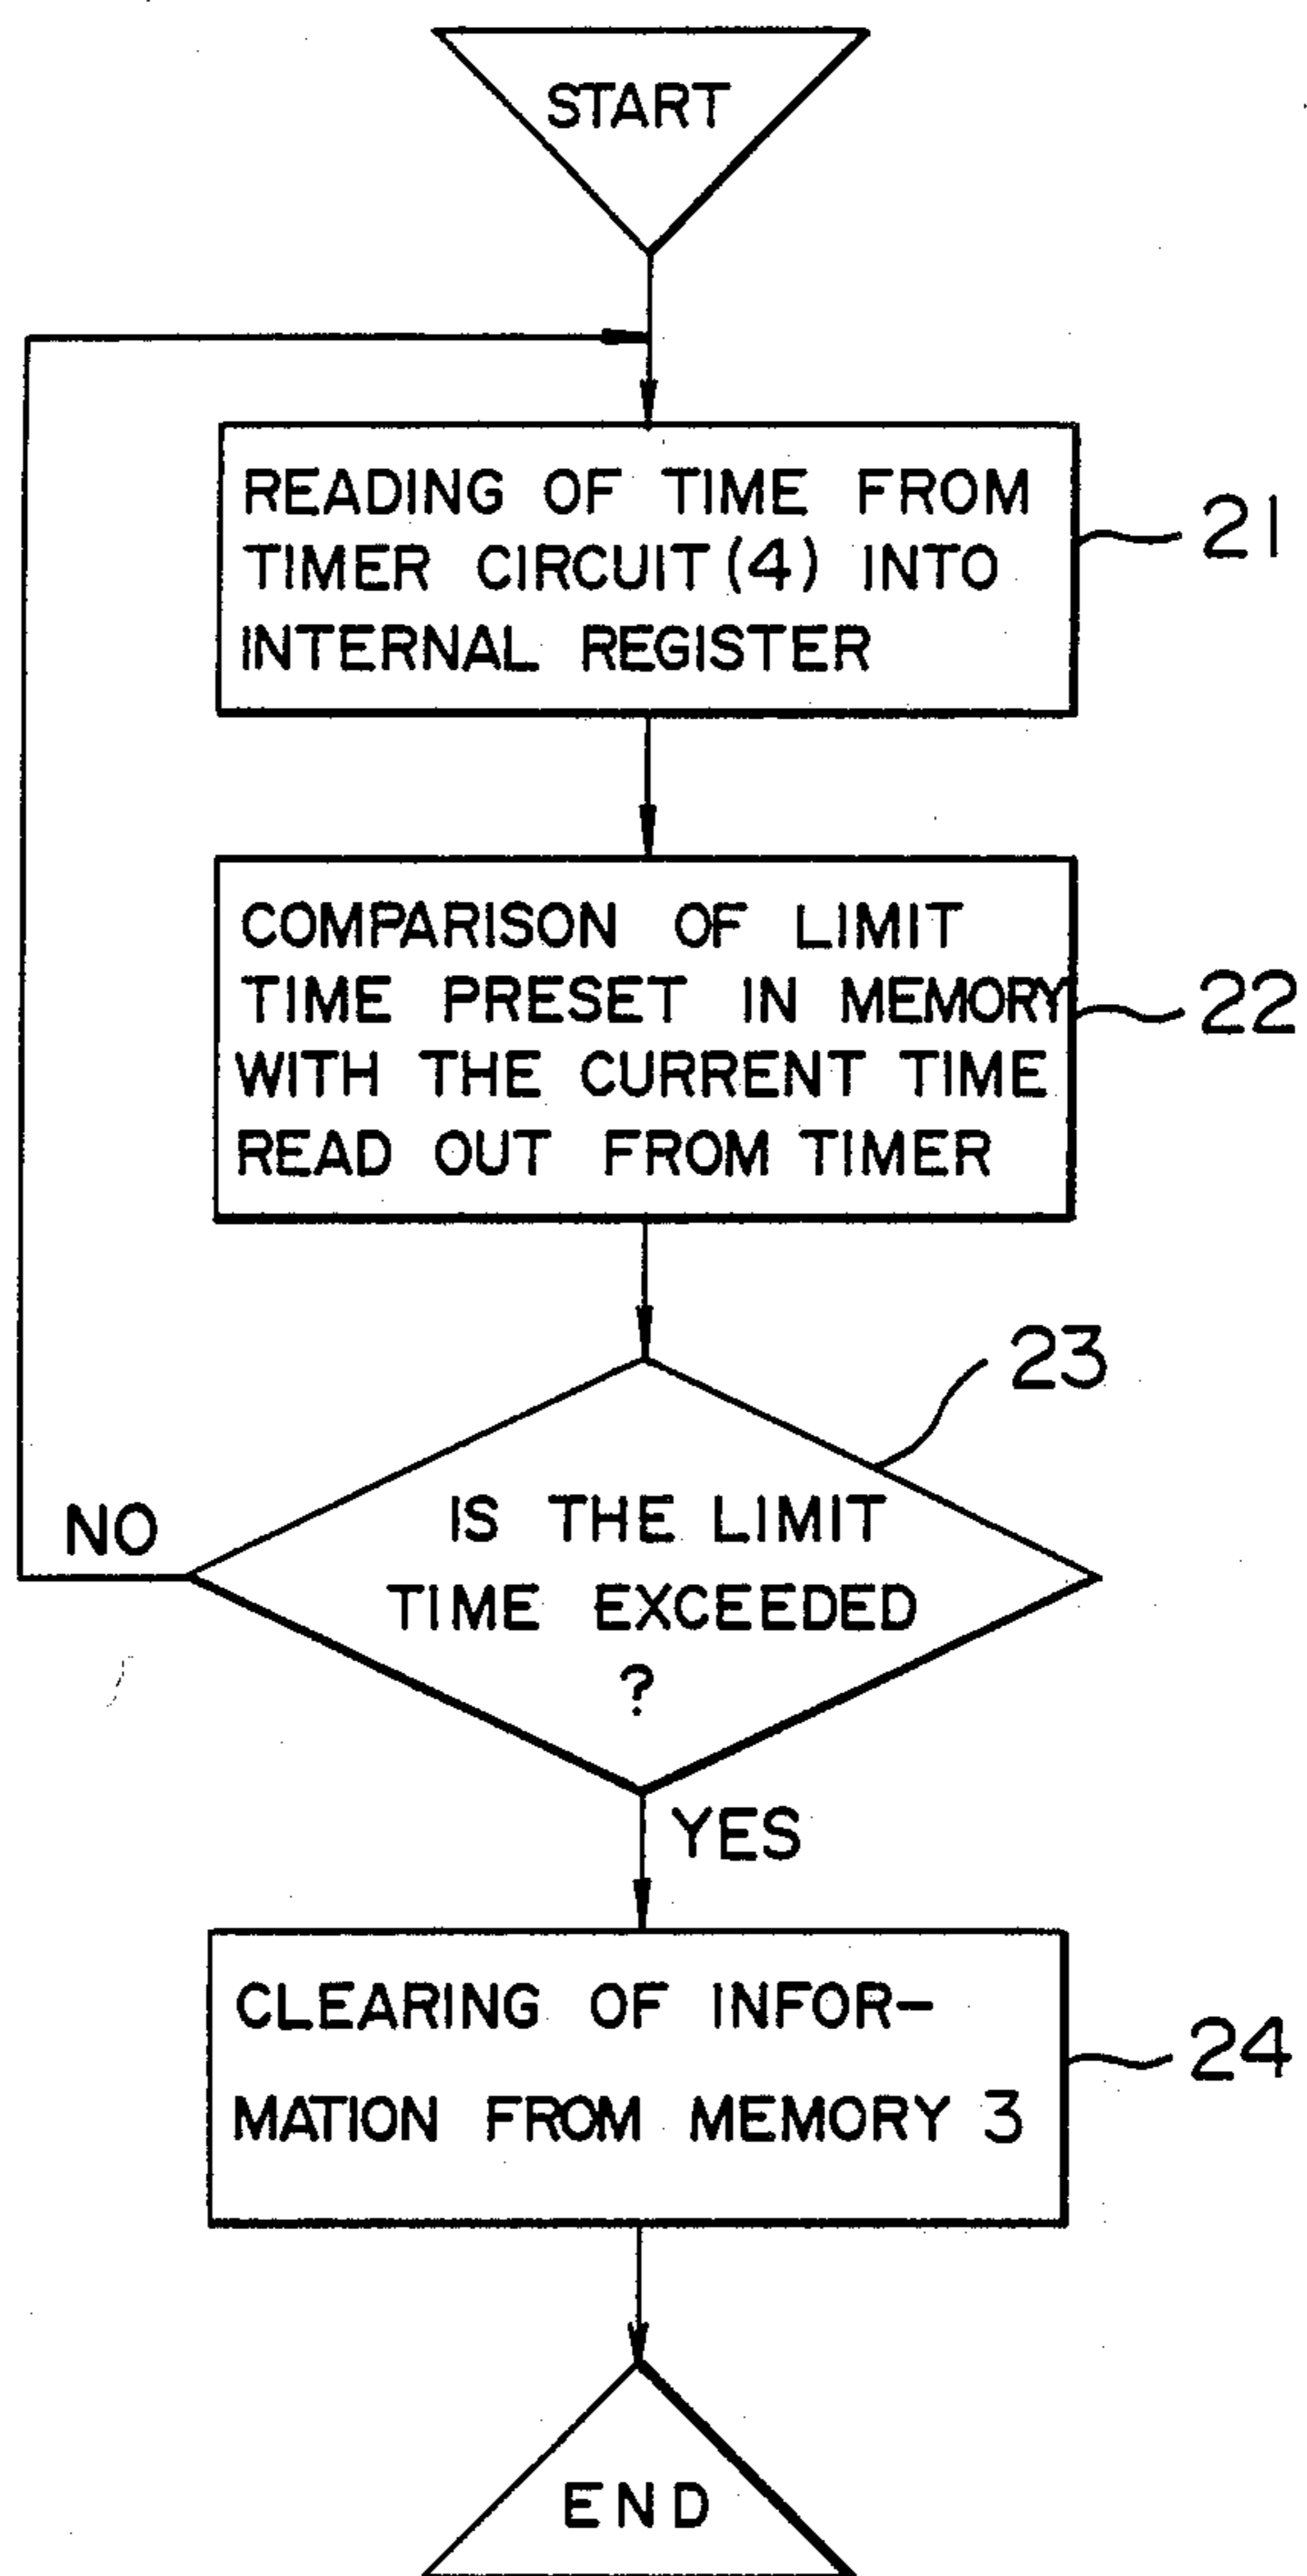 START
READING OF TIME FROM
TIMER CIRCUIT (4) INTO
INTERNAL REGISTER
21
COMPARISON OF LIMIT
TIME PRESET IN MEMORY
WITH THE CURRENT TIME
READ OUT FROM TIMER
22
23
IS THE LIMIT
TIME EXCEEDED
?
NO
YES
CLEARING OF INFOR-
MATION FROM MEMORY 3
24
END